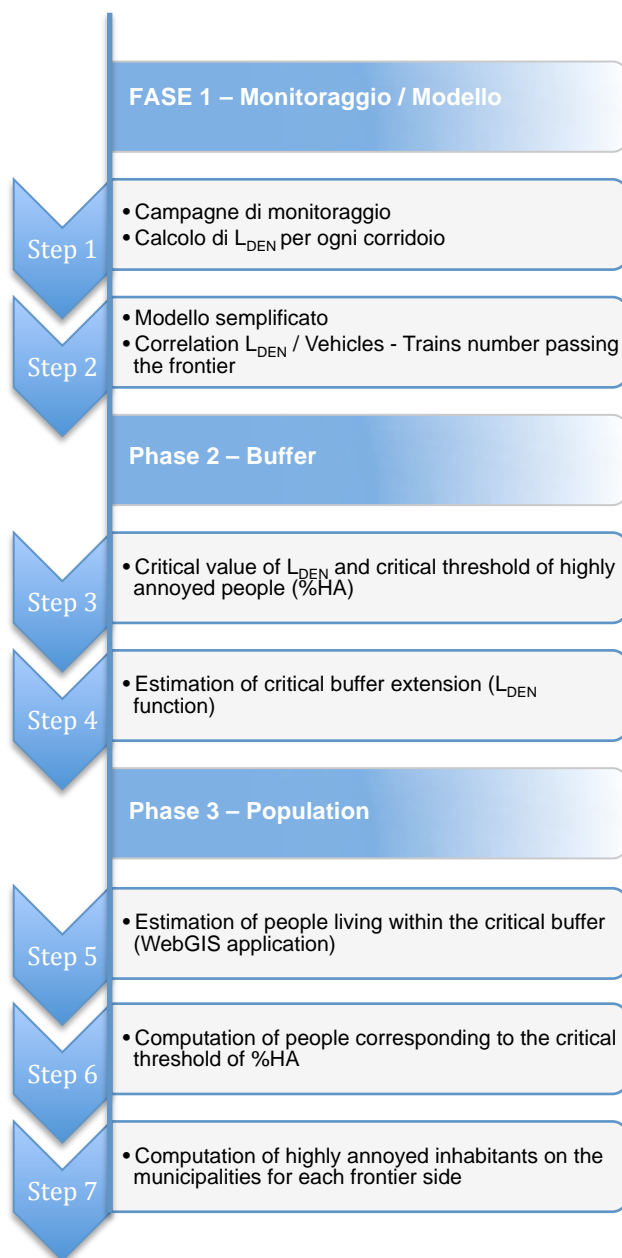 FASE 1 – Monitoraggio / Modello
Step 1
• Campagne di monitoraggio
• Calcolo di L_DEN per ogni corridoio
Step 2
• Modello semplificato
• Correlation L_DEN / Vehicles - Trains number passing
the frontier
Phase 2 – Buffer
Step 3
• Critical value of L_DEN and critical threshold of highly
annoyed people (%HA)
Step 4
• Estimation of critical buffer extension (L_DEN
function)
Phase 3 – Population
Step 5
• Estimation of people living within the critical buffer
(WebGIS application)
Step 6
• Computation of people corresponding to the critical
threshold of %HA
Step 7
• Computation of highly annoyed inhabitants on the
municipalities for each frontier side